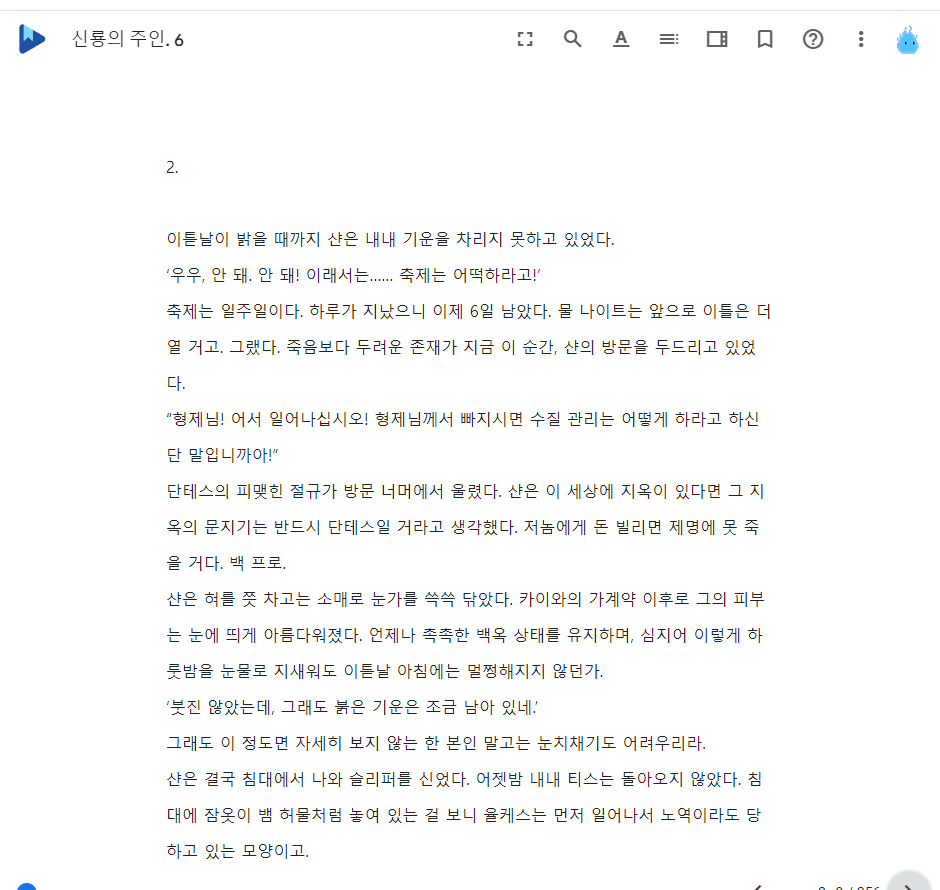 신룡의 주인. 6
2.
이튿날이 밝을 때까지 샨은 내내 기운을 차리지 못하고 있었다.
‘우우, 안 돼. 안 돼! 이래서는…… 축제는 어떡하라고!’
축제는 일주일이다. 하루가 지났으니 이제 6일 남았다. 물 나이트는 앞으로 이틀은 더
열 거고. 그랬다. 죽음보다 두려운 존재가 지금 이 순간, 샨의 방문을 두드리고 있었
다.
“형제님! 어서 일어나십시오! 형제님께서 빠지시면 수질 관리는 어떻게 하라고 하신
단 말입니까아!”
단테스의 피맺힌 절규가 방문 너머에서 울렸다. 샨은 이 세상에 지옥이 있다면 그 지
옥의 문지기는 반드시 단테스일 거라고 생각했다. 저놈에게 돈 빌리면 제명에 못 죽
을 거다. 백 프로.
샨은 혀를 쯧 차고는 소매로 눈가를 쓱쓱 닦았다. 카이와의 가계약 이후로 그의 피부
는 눈에 띄게 아름다워졌다. 언제나 촉촉한 백옥 상태를 유지하며, 심지어 이렇게 하
룻밤을 눈물로 지새워도 이튿날 아침에는 멀쩡해지지 않던가.
‘붓진 않았는데, 그래도 붉은 기운은 조금 남아 있네.’
그래도 이 정도면 자세히 보지 않는 한 본인 말고는 눈치채기도 어려우리라.
샨은 결국 침대에서 나와 슬리퍼를 신었다. 어젯밤 내내 티스는 돌아오지 않았다. 침
대에 잠옷이 뱀 허물처럼 놓여 있는 걸 보니 율케스는 먼저 일어나서 노역이라도 당
하고 있는 모양이고.